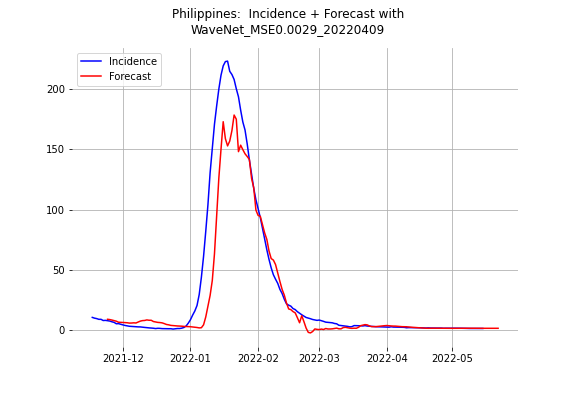 Philippines:  Incidence + Forecast with
WaveNet_MSE0.0029_20220409
Incidence
Forecast
200
150
100
50
0
2021-12 2022-01 2022-02 2022-03 2022-04 2022-05